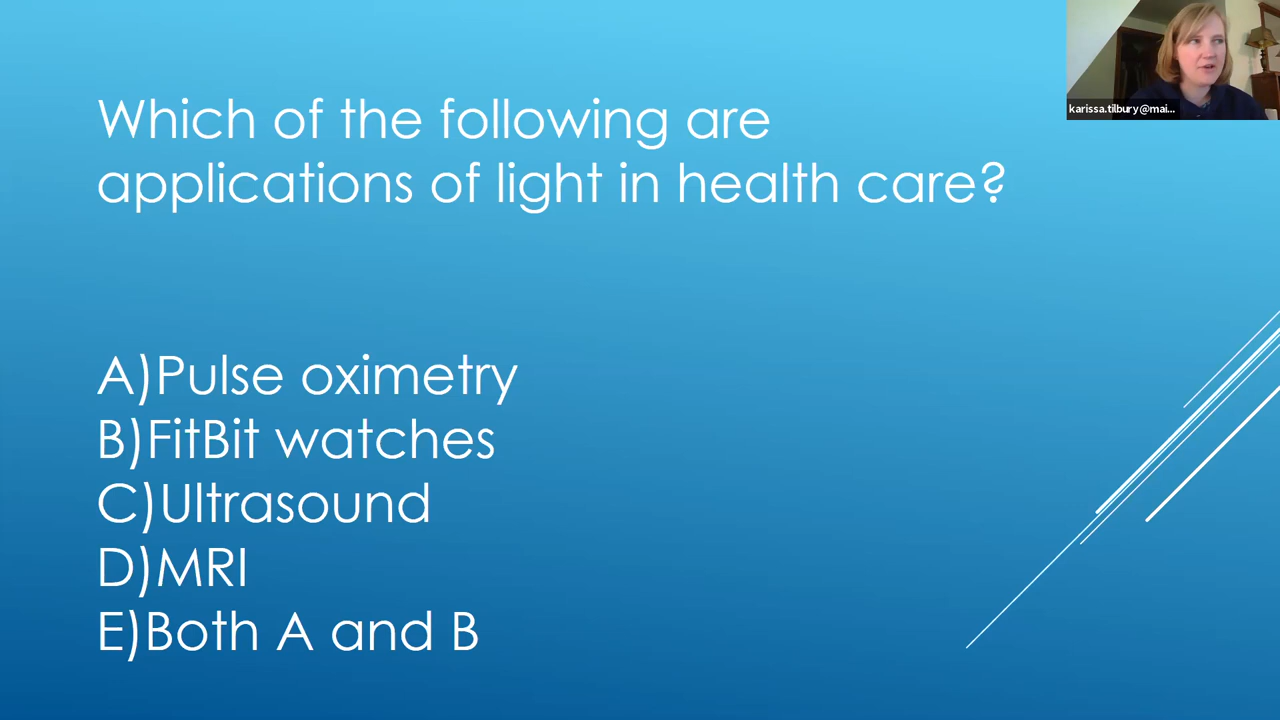 Which of the following are
applications of light in health care?
A)Pulse oximetry
B)FitBit watches
C)Ultrasound
D)MRI
E)Both A and B
karissa.tilbury@mai...